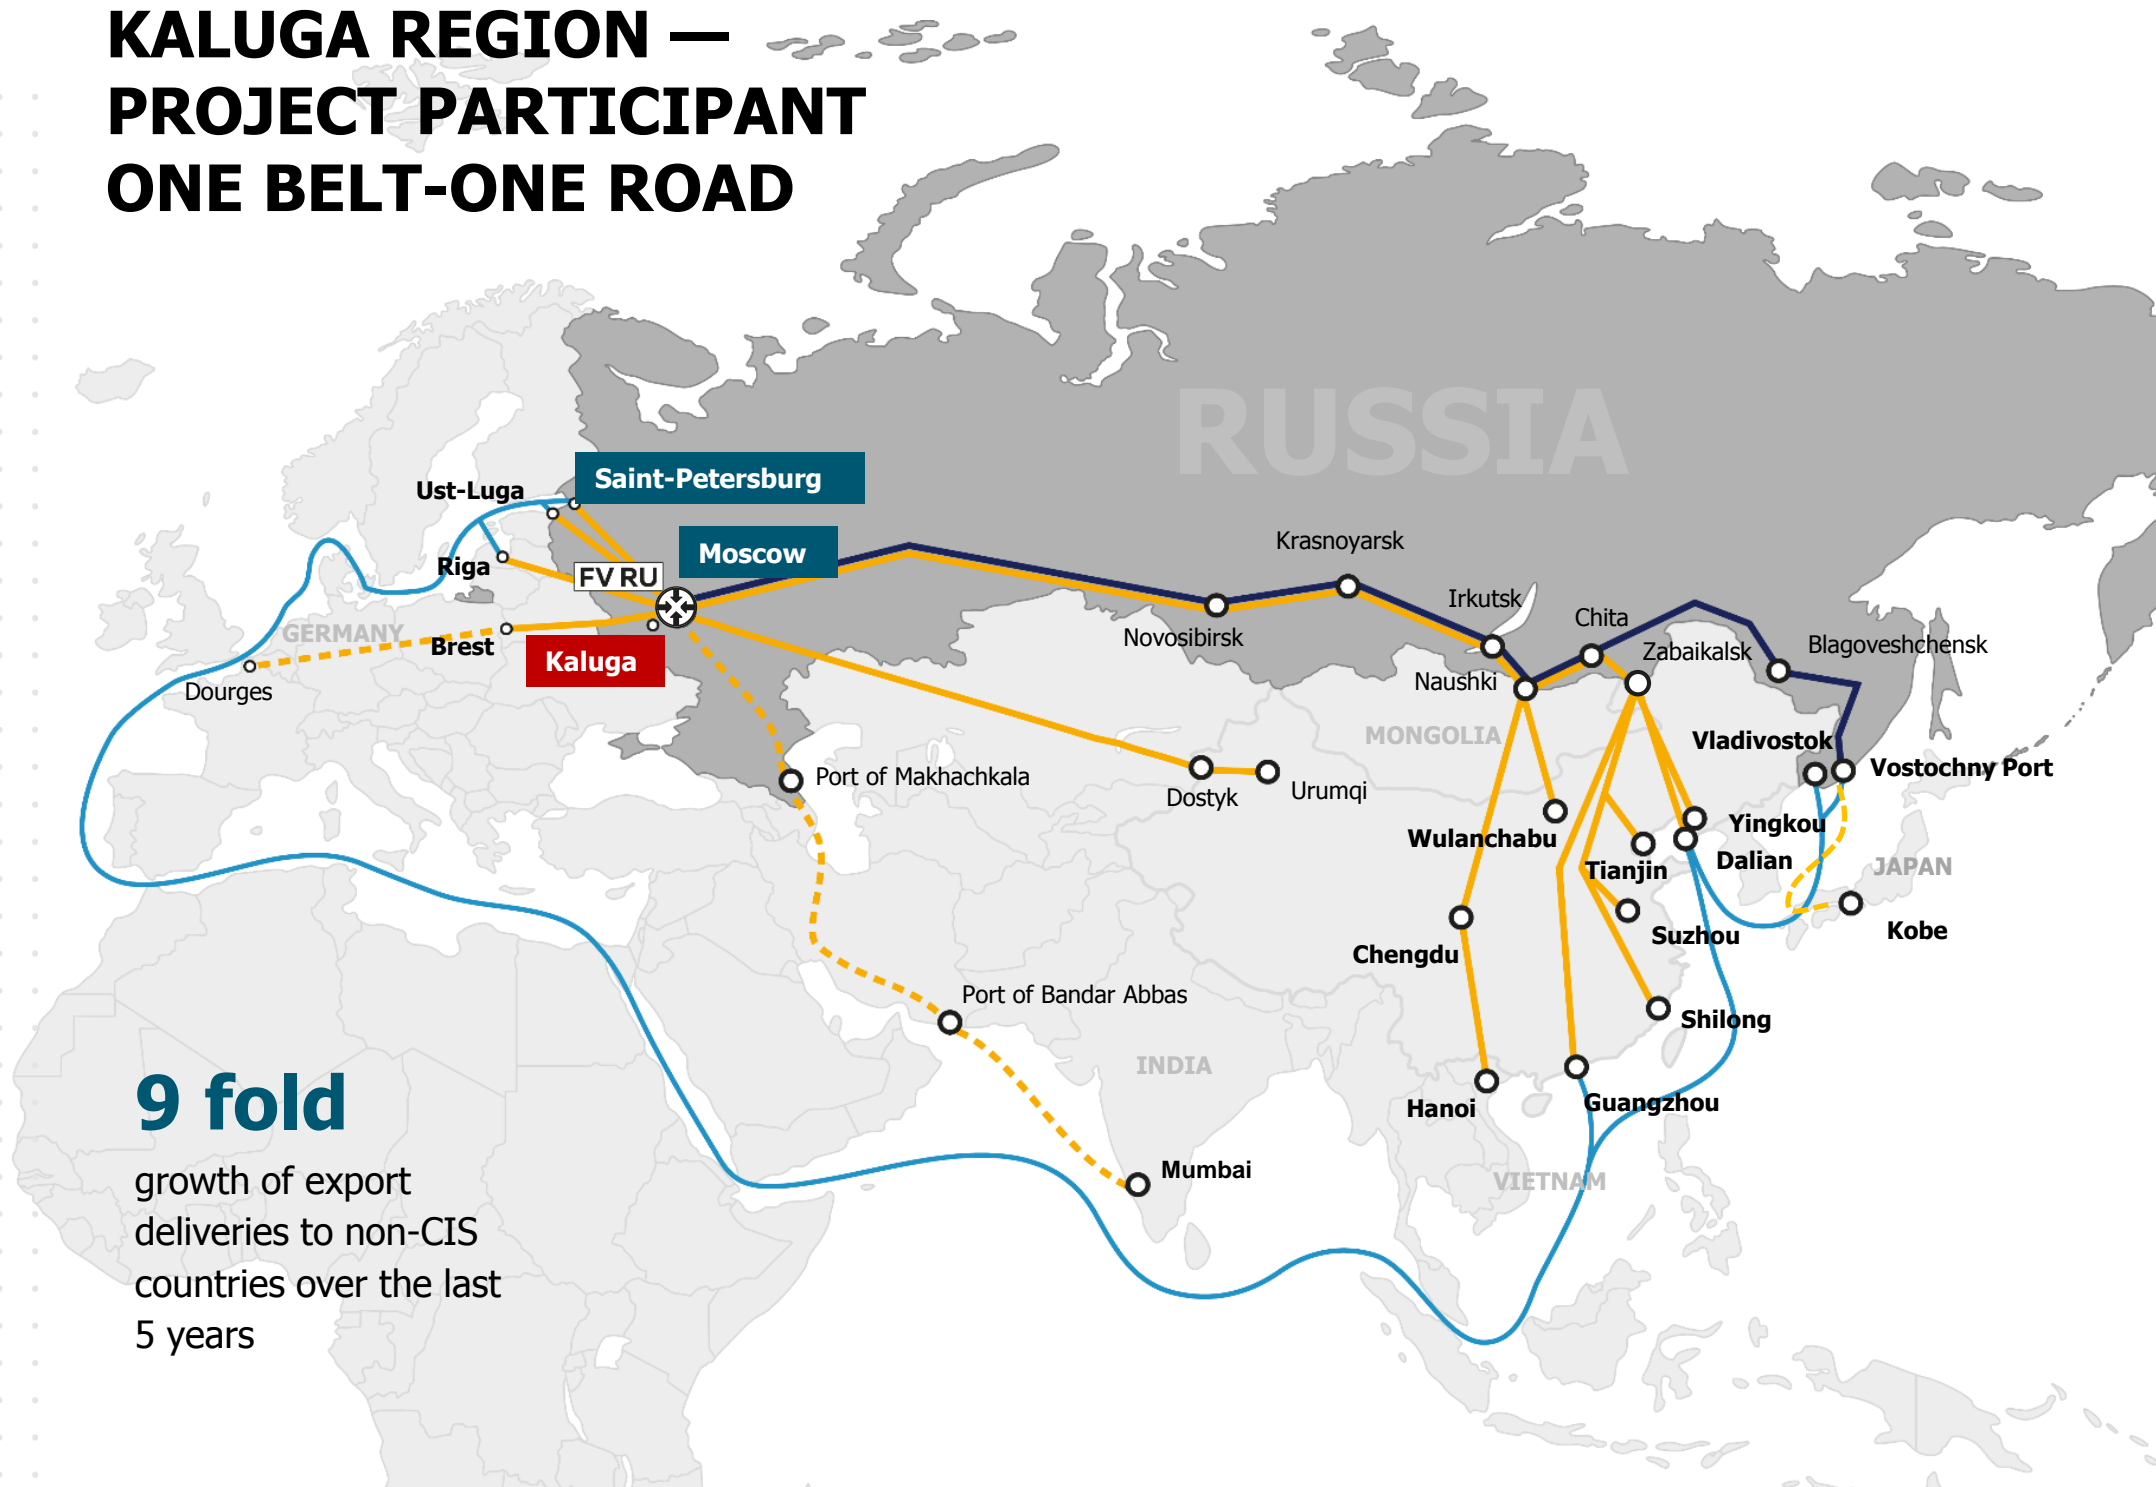 KALUGA REGION —
PROJECT PARTICIPANT
ONE BELT-ONE ROAD
RUSSIA
Saint-Petersburg
Ust-Luga
Moscow
Krasnoyarsk
Riga
FV RU
Irkutsk
Chita
GERMANY
Brest
Novosibirsk
Zabaikalsk
Blagoveshchensk
Kaluga
Dourges
Naushki
MONGOLIA
Vladivostok
Port of Makhachkala
Vostochny Port
Dostyk
Urumqi
Wulanchabu
Yingkou
Tianjin
Dalian
JAPAN
Kobe
Suzhou
Chengdu
Port of Bandar Abbas
Shilong
INDIA
Hanoi
Guangzhou
Mumbai
VIETNAM
9 fold
growth of export
deliveries to non-CIS
countries over the last
5 years